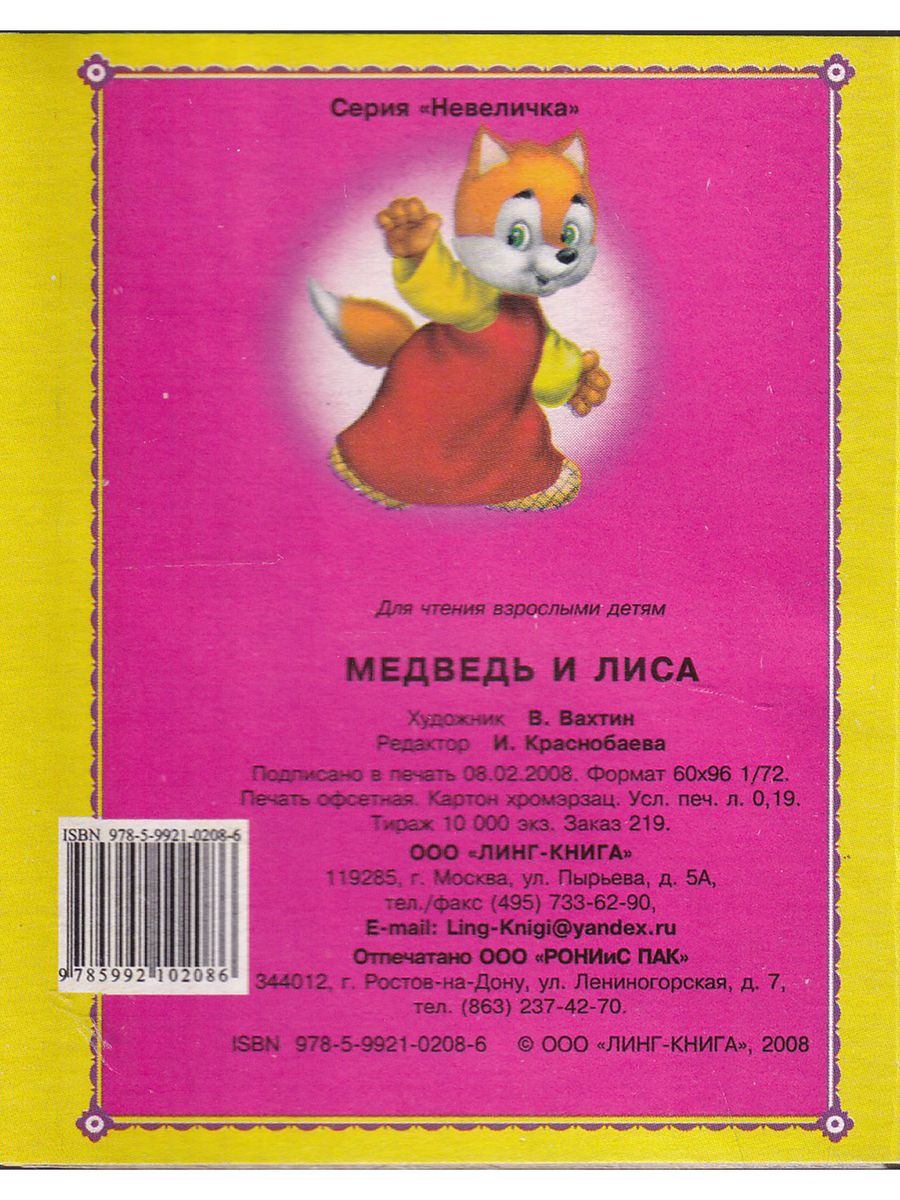 Серия «Невеличка»
Для чтения взрослыми детям
МЕДВЕДЬ И ЛИСА
Художник В. Вахтин
Редактор И. Краснобаева
Подписано в печать 08.02.2008. Формат 60х96 1/72.
Печать офсетная. Картон хромэрзац. Усл. печ. л. 0,19.
Тираж 10 000 экз. Заказ 219.
ООО «ЛИНГ-КНИГА»
119285, г. Москва, ул. Пырьева, д. 5А,
тел./факс (495) 733-62-90,
E-mail: Ling-Knigi@yandex.ru
Отпечатано ООО «РОНИиС ПАК»
344012, г. Ростов-на-Дону, ул. Лениногорская, д. 7,
тел. (863) 237-42-70.
ISBN 978-5-9921-0208-6 © ООО «ЛИНГ-КНИГА», 2008
ISBN 978-5-9921-0208-6
9 785992 102086